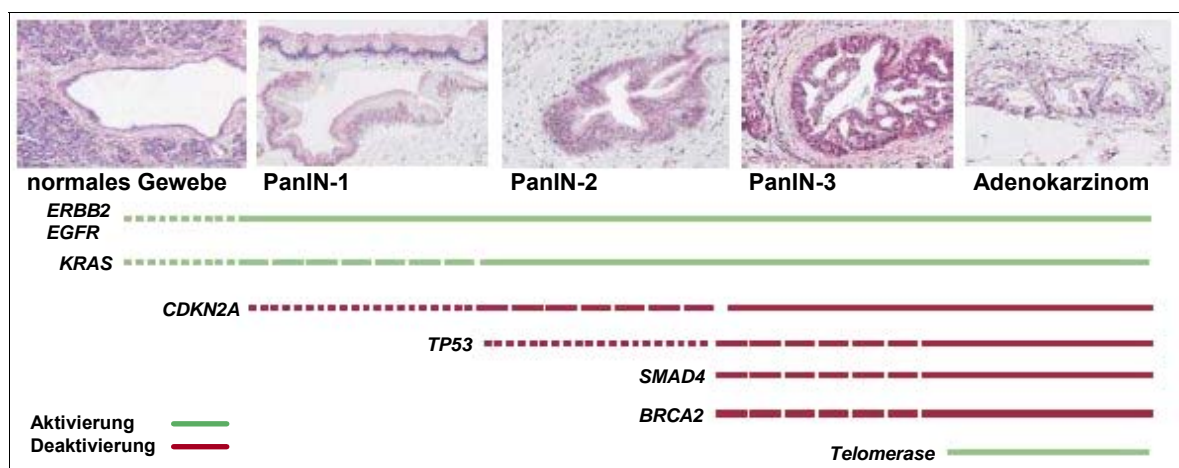 normales Gewebe PanIN-1 PanIN-2 PanIN-3 Adenokarzinom
ERBB2
EGFR
KRAS
CDKN2A
TP53
SMAD4
BRCA2
Aktivierung
Deaktivierung
Telomerase